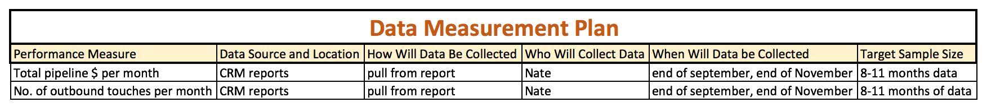 Data Measurement Plan
Performance Measure Data Source and Location How Will Data Be Collected Who Will Collect Data When Will Data be Collected Target Sample Size
Total pipeline $ per month CRM reports pull from report Nate end of september, end of November 8-11 months data
No. of outbound touches per month CRM reports pull from report Nate end of september, end of November 8-11 months of data